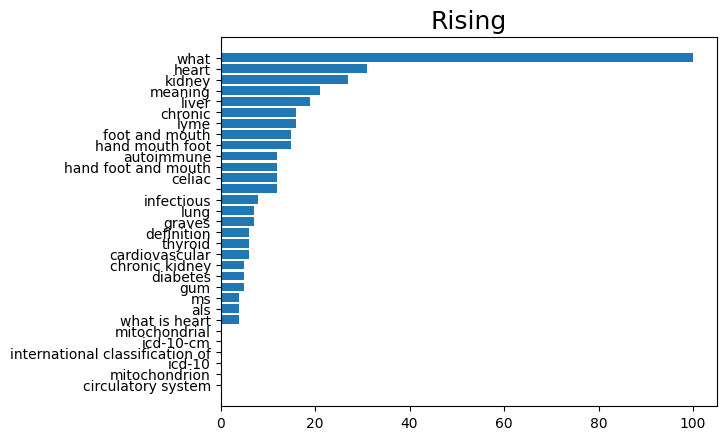 Rising
what
heart
kidney
meaning
liver
chronic
lyme
foot and mouth
hand mouth foot
autoimmune
hand foot and mouth
celiac
infectious
lung
graves
definition
thyroid
cardiovascular
chronic kidney
diabetes
gum
ms
als
what is heart
mitochondrial
icd-10-cm
international classification of
icd-10
mitochondrion
circulatory system
0 20 40 60 80 100